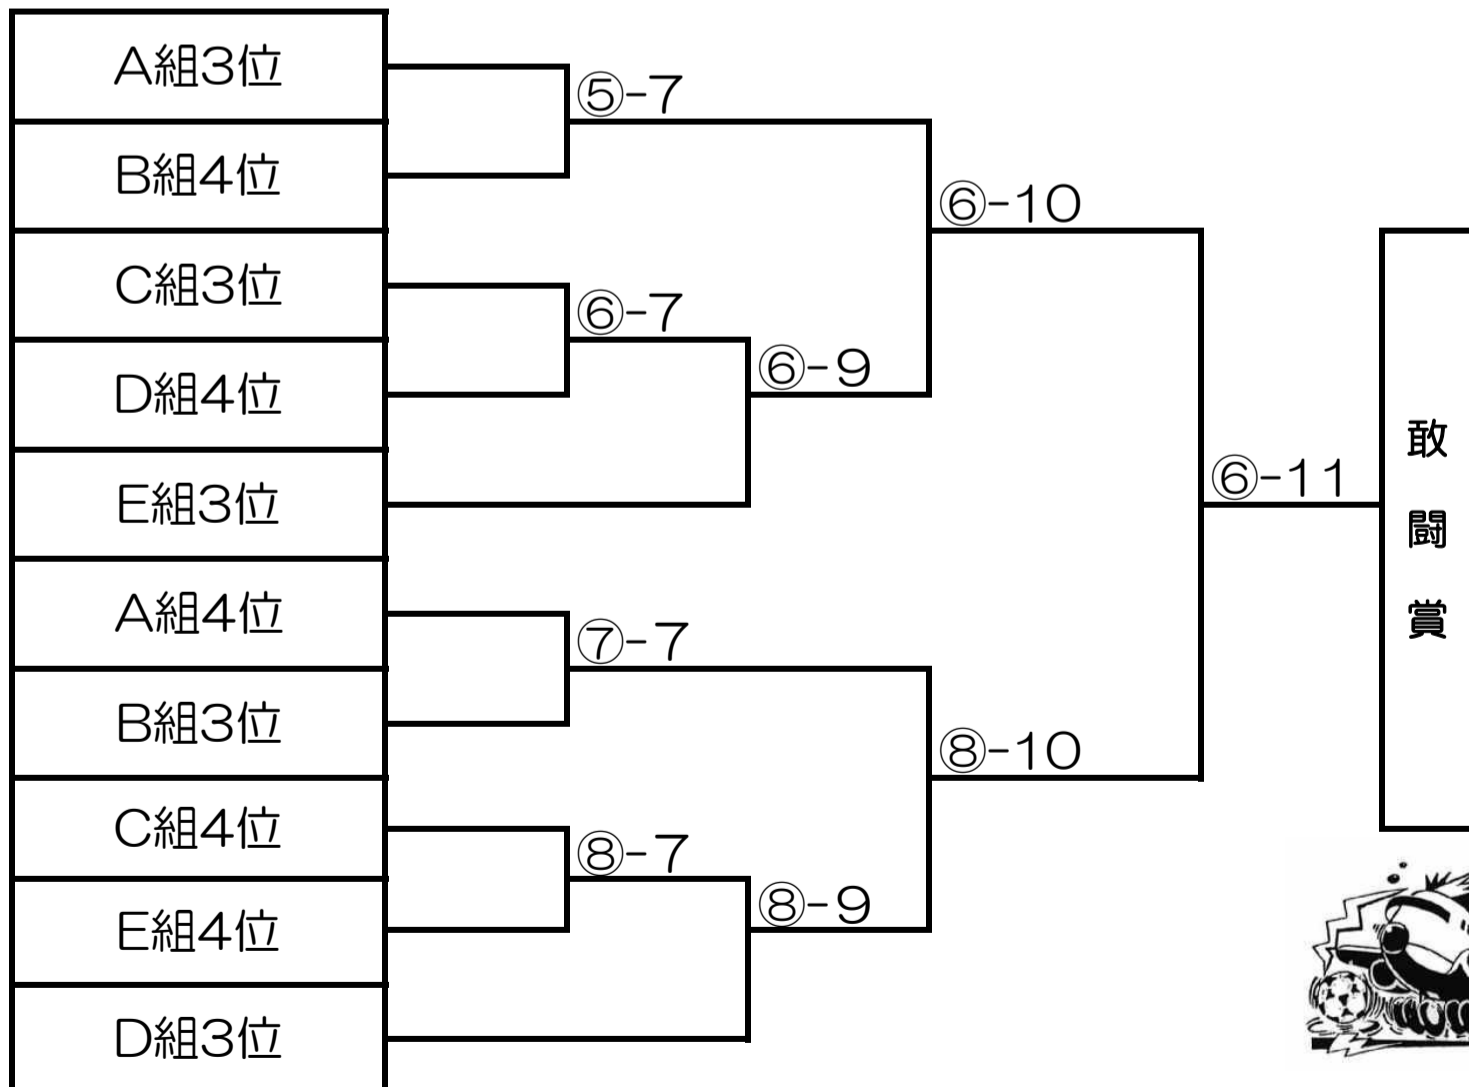 A組3位
⑤-7
B組4位
⑥-10
C組3位
⑥-7
D組4位
⑥-9
E組3位
⑥-11
敢闘賞
A組4位
⑦-7
B組3位
⑧-10
C組4位
⑧-7
E組4位
⑧-9
D組3位